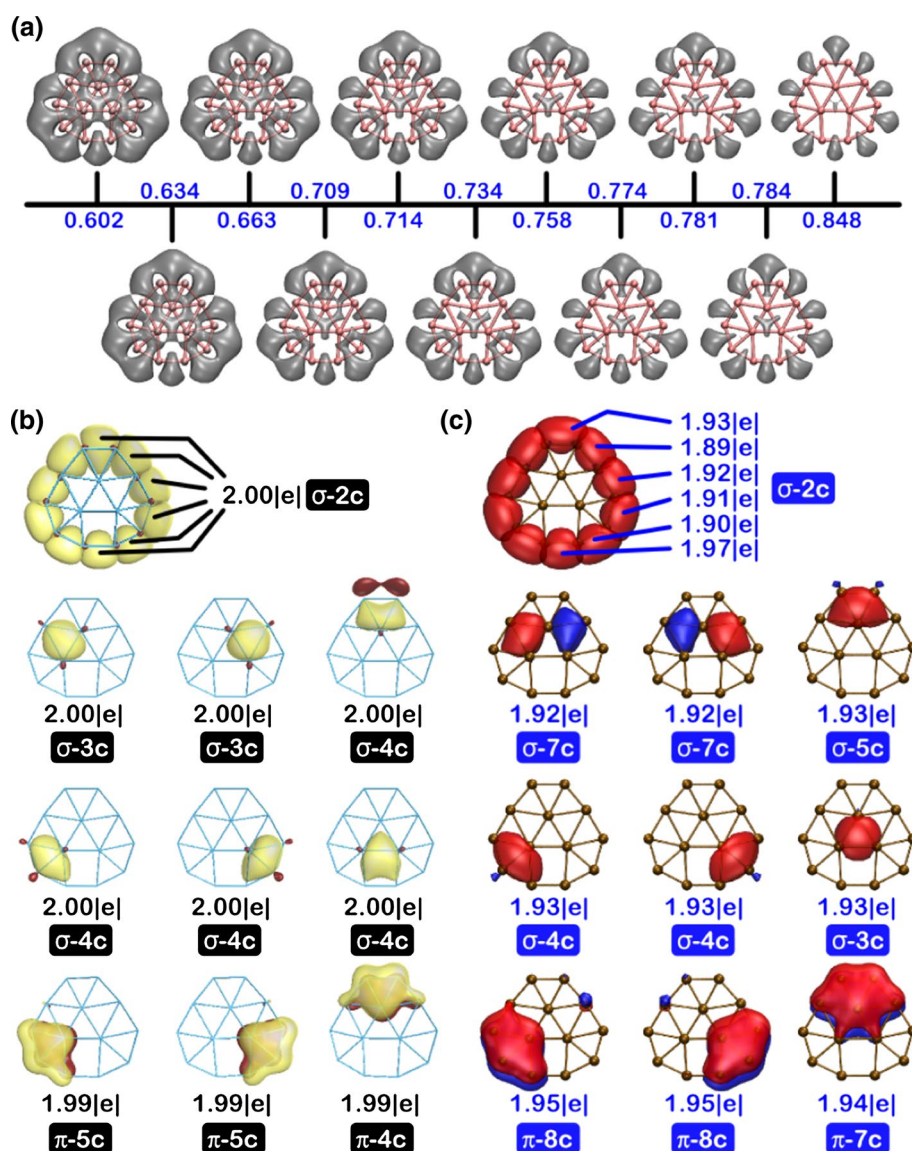 (a)
0.634 0.709 0.734 0.774 0.784
0.602 0.663 0.714 0.758 0.781 0.848
(b)
2.00|e| σ-2c
2.00|e| 2.00|e| 2.00|e|
σ-3c σ-3c σ-4c
2.00|e| 2.00|e| 2.00|e|
σ-4c σ-4c σ-4c
1.99|e| 1.99|e| 1.99|e|
π-5c π-5c π-4c
(c)
1.93|e|
1.89|e|
1.92|e|
σ-2c
1.91|e|
1.90|e|
1.97|e|
1.92|e| 1.92|e| 1.93|e|
σ-7c σ-7c σ-5c
1.93|e| 1.93|e| 1.93|e|
σ-4c σ-4c σ-3c
1.95|e| 1.95|e| 1.94|e|
π-8c π-8c π-7c